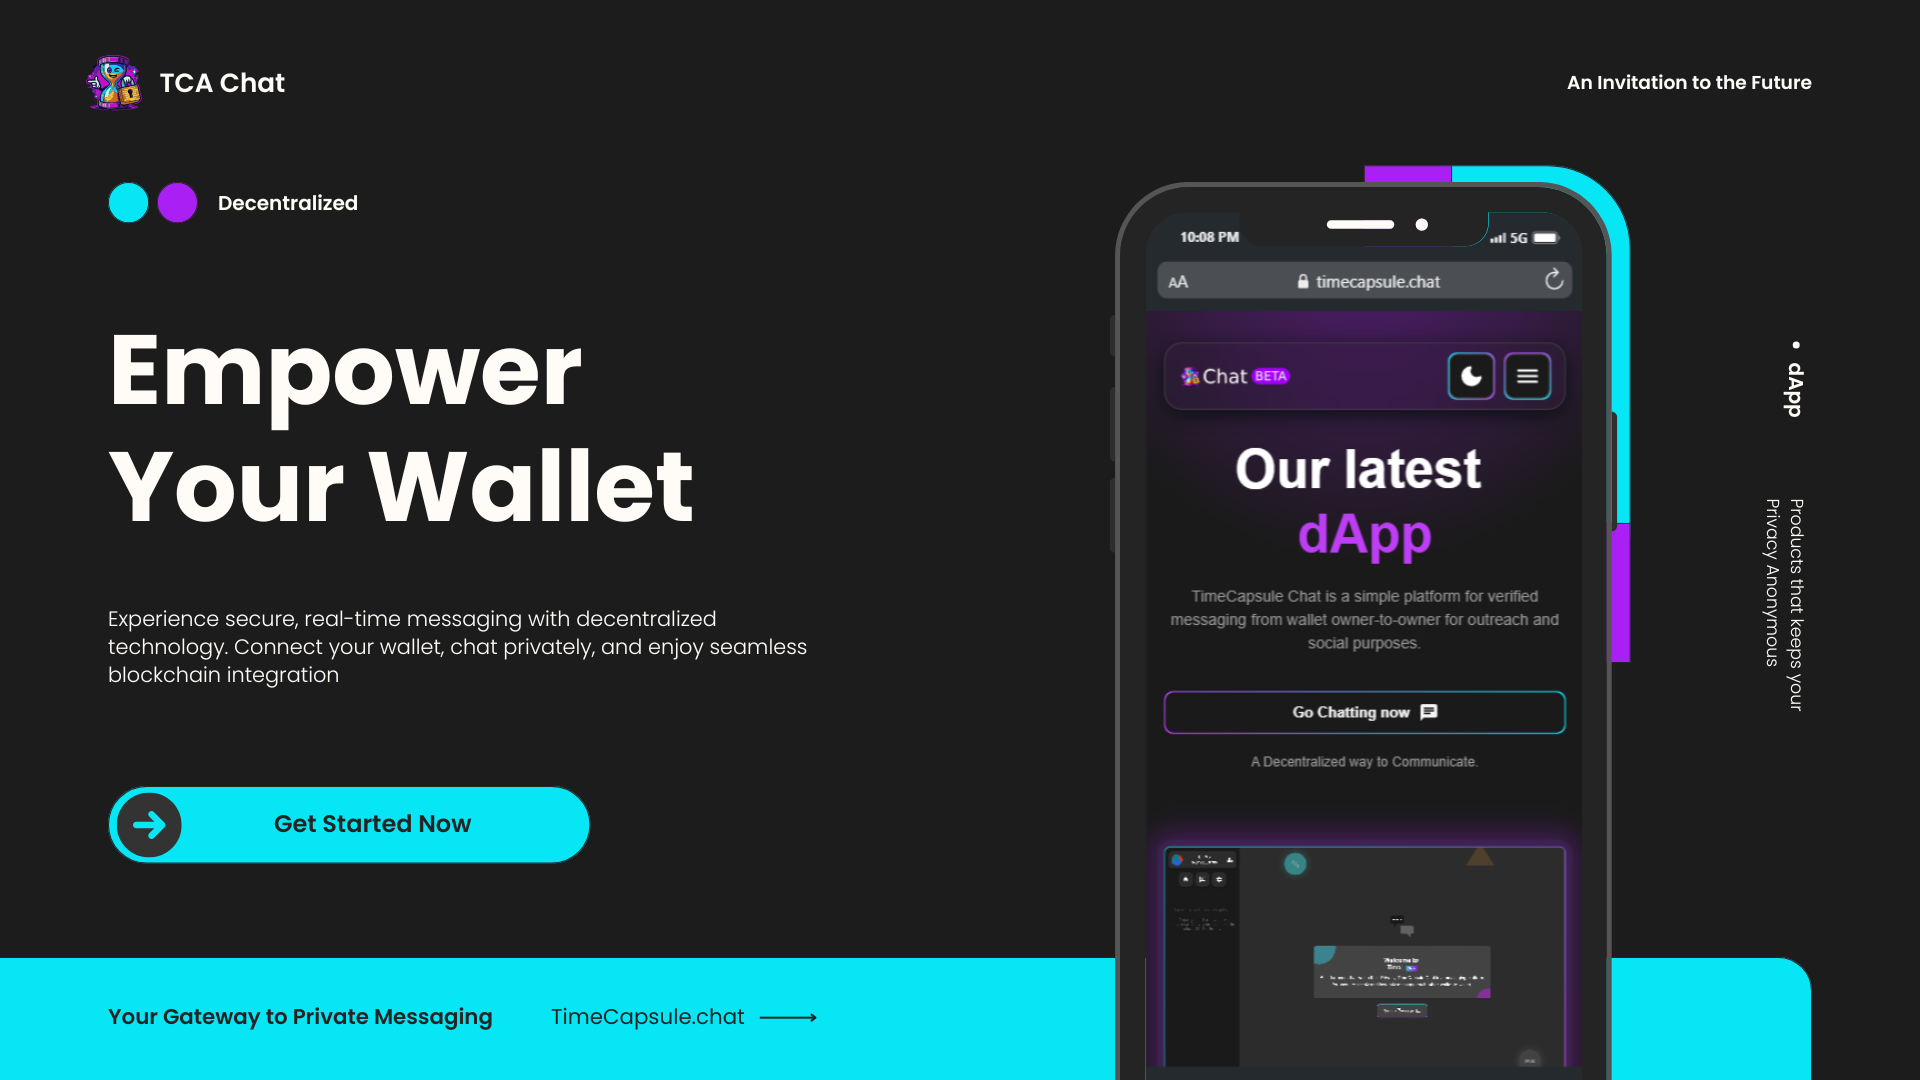 TCA Chat
An Invitation to the Future
Decentralized
Empower
Your Wallet
Experience secure, real-time messaging with decentralized
technology. Connect your wallet, chat privately, and enjoy seamless
blockchain integration
Get Started Now
Your Gateway to Private Messaging
TimeCapsule.chat
10:08 PM
5G
AA
timecapsule.chat
Chat BETA
Our latest
dApp
TimeCapsule Chat is a simple platform for verified
messaging from wallet owner-to-owner for outreach and
social purposes.
Go Chatting now
A Decentralized way to Communicate.
Welcome to
dApp
Products that keeps your
Privacy Anonymous